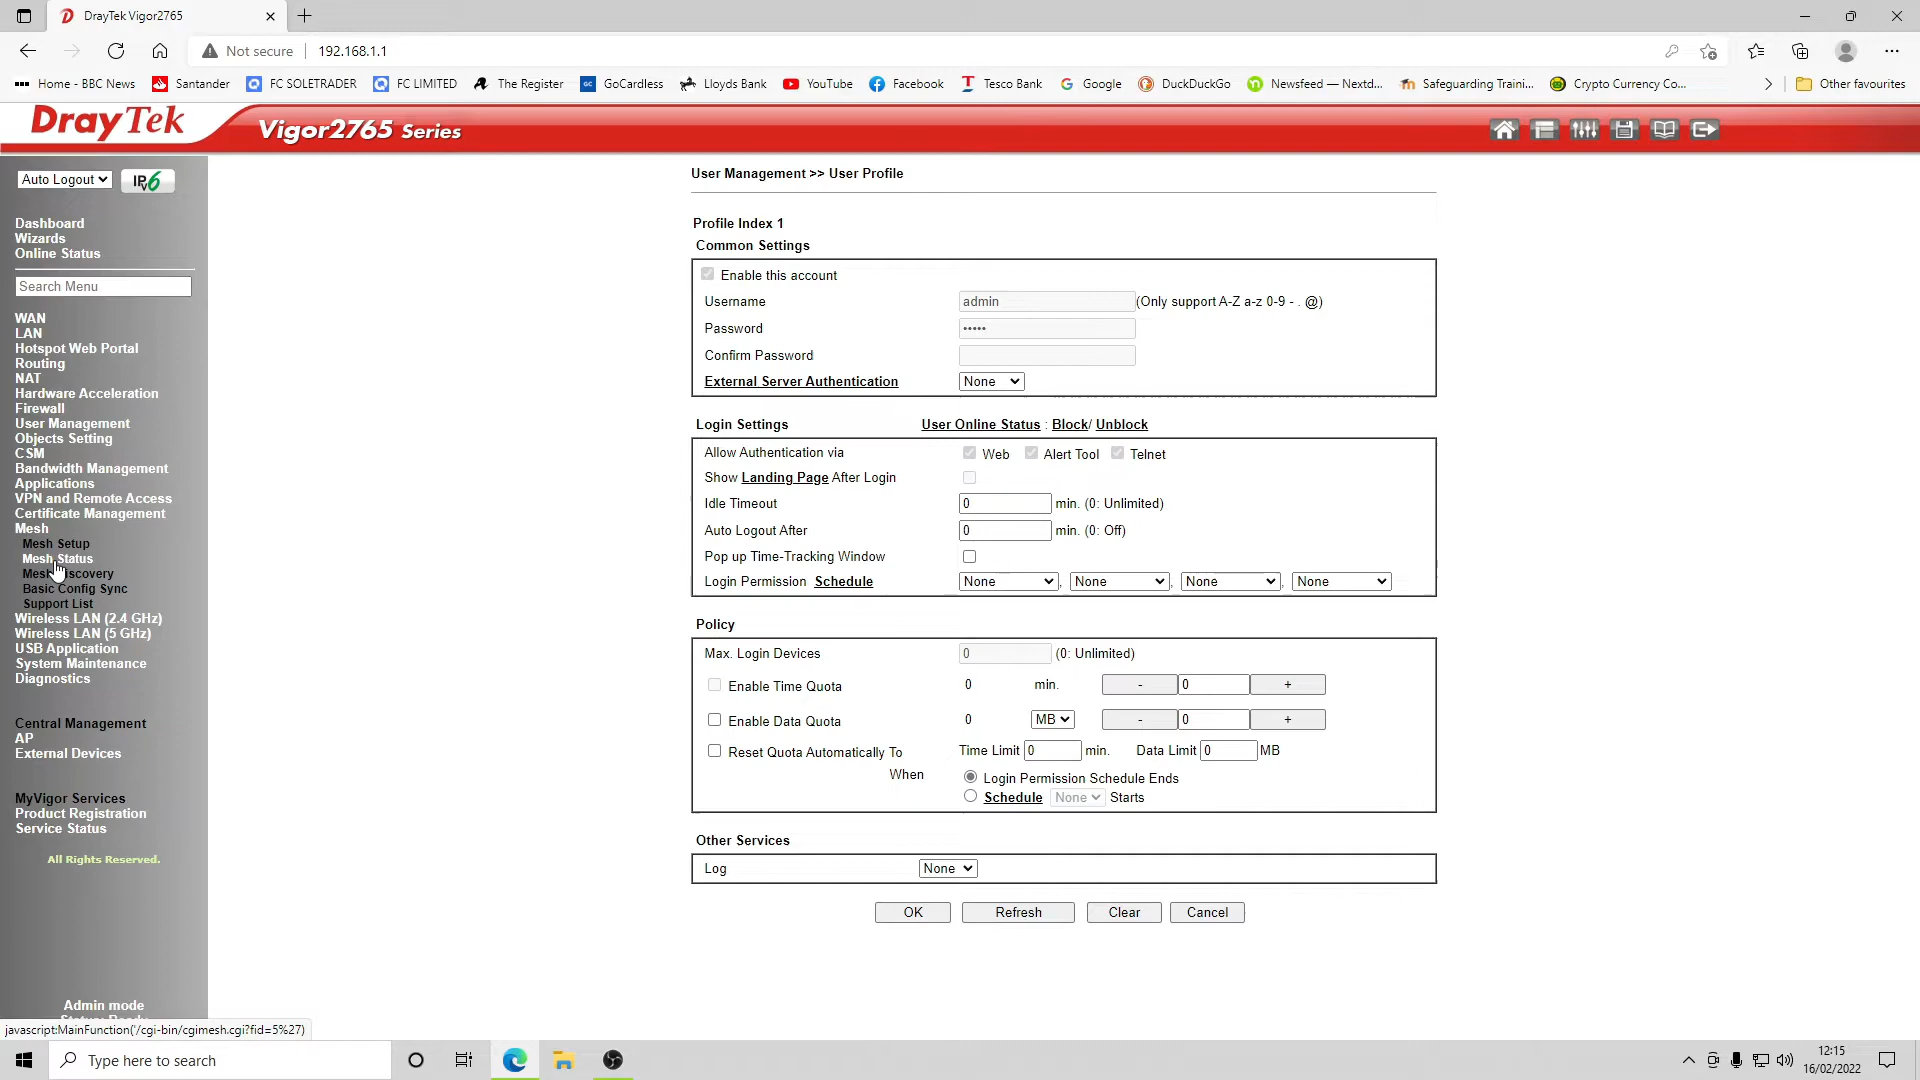 DrayTek Vigor2765
Not secure
192.168.1.1
Home - BBC News
Santander
FC SOLETRADER
FC LIMITED
The Register
GoCardless
Lloyds Bank
YouTube
Facebook
Tesco Bank
Google
DuckDuckGo
Newsfeed — Nextd...
Safeguarding Traini...
Crypto Currency Co...
Other favourites
DrayTek
Vigor2765 Series
Auto Logout
IPv6
Dashboard
Wizards
Online Status
Search Menu
WAN
LAN
Hotspot Web Portal
Routing
NAT
Hardware Acceleration
Firewall
User Management
Objects Setting
CSM
Bandwidth Management
Applications
VPN and Remote Access
Certificate Management
Mesh
Mesh Setup
Mesh Status
Mesh Discovery
Basic Config Sync
Support List
Wireless LAN (2.4 GHz)
Wireless LAN (5 GHz)
USB Application
System Maintenance
Diagnostics
Central Management
AP
External Devices
MyVigor Services
Product Registration
Service Status
All Rights Reserved.
Admin mode
Status: Ready
javascript:MainFunction('/cgi-bin/cgimesh.cgi?fid=5%27)
User Management >> User Profile
Profile Index 1
Common Settings
Enable this account
Username admin (Only support A-Z a-z 0-9 - . @)
Password •••••
Confirm Password
External Server Authentication None
Login Settings User Online Status : Block/ Unblock
Allow Authentication via Web Alert Tool Telnet
Show Landing Page After Login
Idle Timeout 0 min. (0: Unlimited)
Auto Logout After 0 min. (0: Off)
Pop up Time-Tracking Window
Login Permission Schedule None , None , None , None
Policy
Max. Login Devices 0 (0: Unlimited)
Enable Time Quota 0 min. - 0 +
Enable Data Quota 0 MB - 0 +
Reset Quota Automatically To Time Limit 0 min. Data Limit 0 MB
When Login Permission Schedule Ends
Schedule None Starts
Other Services
Log None
OK Refresh Clear Cancel
Type here to search
12:15
16/02/2022